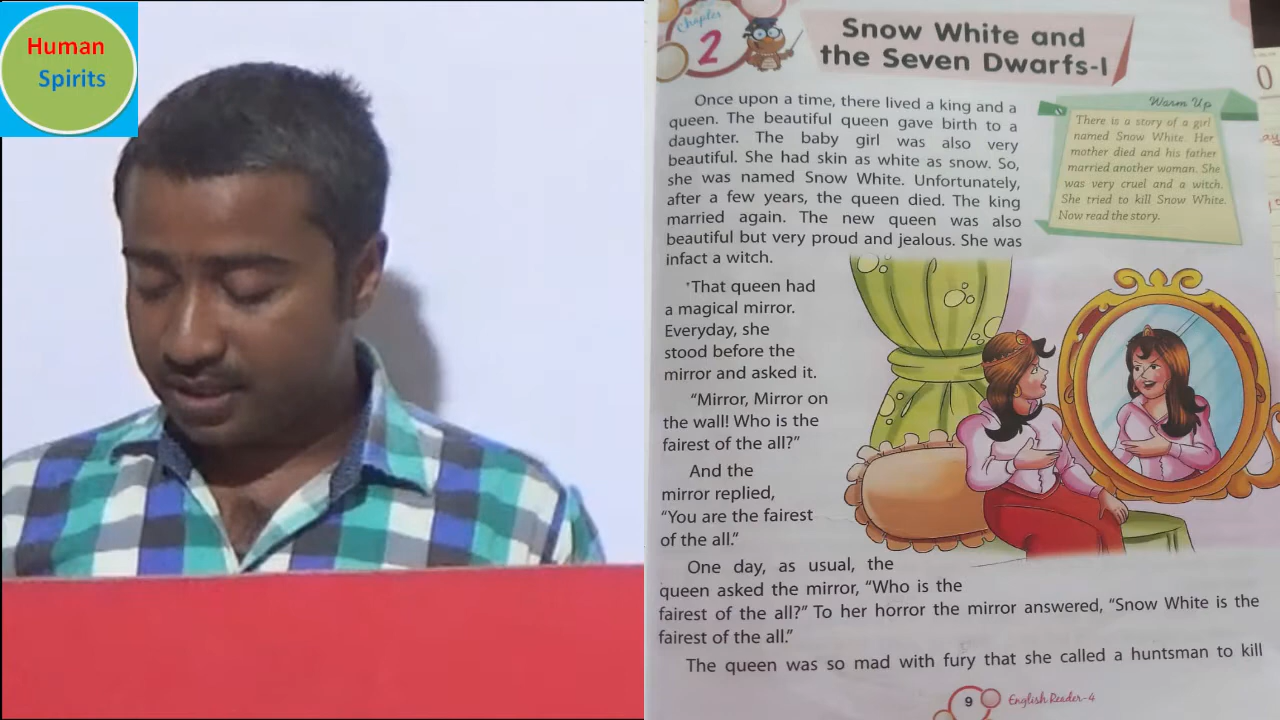 Human
Spirits
Chapter
2
Snow White and
the Seven Dwarfs-I
Once upon a time, there lived a king and a
queen. The beautiful queen gave birth to a
daughter. The baby girl was also very
beautiful. She had skin as white as snow. So,
she was named Snow White. Unfortunately,
after a few years, the queen died. The king
married again. The new queen was also
beautiful but very proud and jealous. She was
infact a witch.
Warm Up
There is a story of a girl
named Snow White. Her
mother died and his father
married another woman. She
was very cruel and a witch.
She tried to kill Snow White.
Now read the story.
That queen had
a magical mirror.
Everyday, she
stood before the
mirror and asked it.
“Mirror, Mirror on
the wall! Who is the
fairest of the all?”
And the
mirror replied,
“You are the fairest
of the all.”
One day, as usual, the
queen asked the mirror, “Who is the
fairest of the all?” To her horror the mirror answered, “Snow White is the
fairest of the all.”
The queen was so mad with fury that she called a huntsman to kill
9
English Reader-4